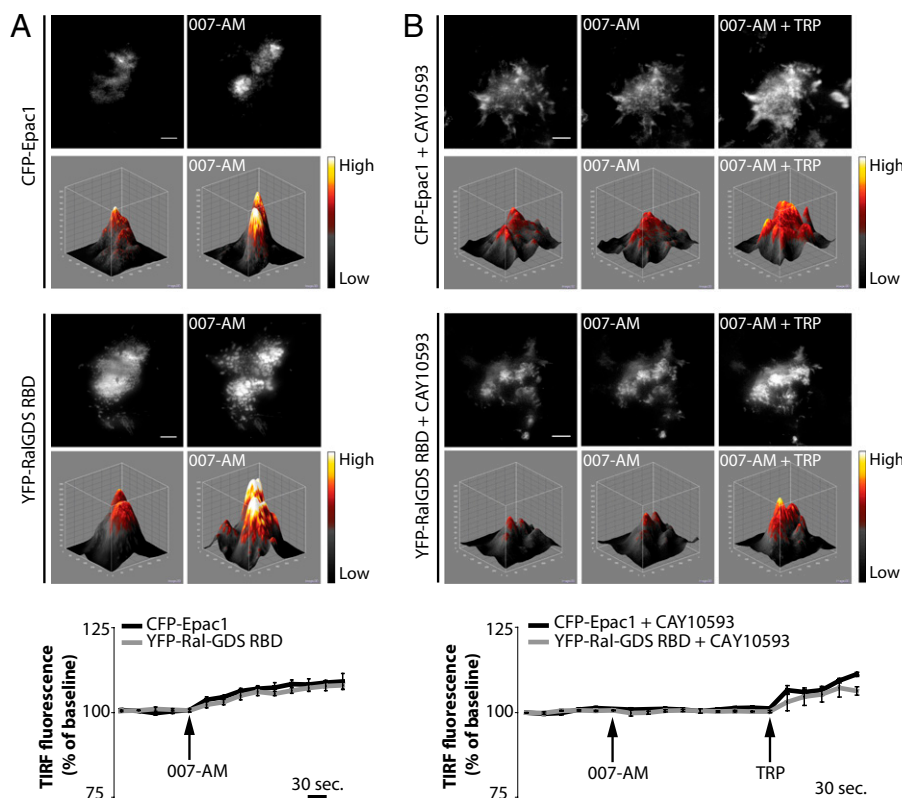 A
B
007-AM
007-AM
007-AM + TRP
CFP-Epac1
CFP-Epac1 + CAY10593
007-AM
High
Low
007-AM
007-AM + TRP
High
Low
007-AM
007-AM
007-AM + TRP
YFP-RalGDS RBD
YFP-RalGDS RBD + CAY10593
007-AM
High
Low
007-AM
007-AM + TRP
High
Low
125
CFP-Epac1
YFP-Ral-GDS RBD
TIRF fluorescence
(% of baseline)
100
007-AM
30 sec.
75
125
CFP-Epac1 + CAY10593
YFP-Ral-GDS RBD + CAY10593
TIRF fluorescence
(% of baseline)
100
007-AM
TRP
30 sec.
75